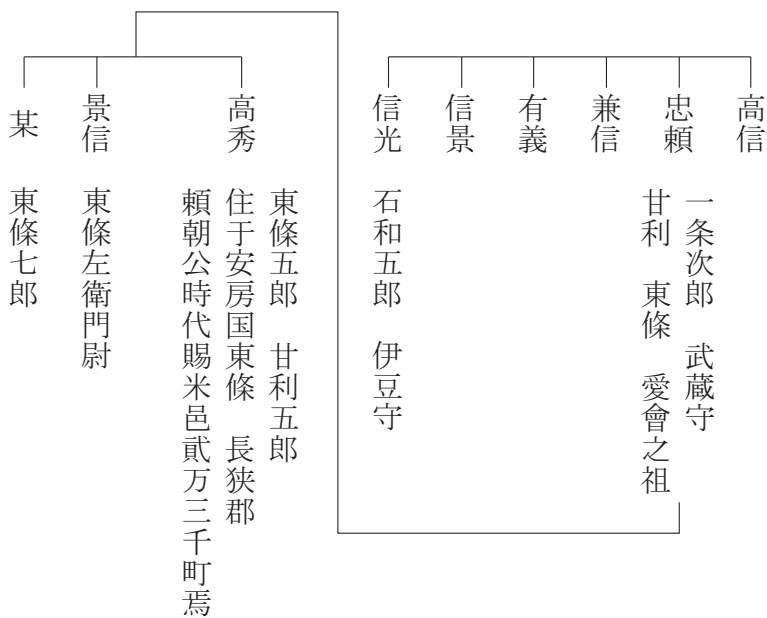 高信
忠頼 一条次郎 武蔵守
甘利 東條 愛會之祖
兼信
有義
信景
信光 石和五郎 伊豆守
高秀 東條五郎 甘利五郎
住于安房国東條 長狭郡
頼朝公時代賜米邑貳万三千町焉
景信 東條左衛門尉
某 東條七郎